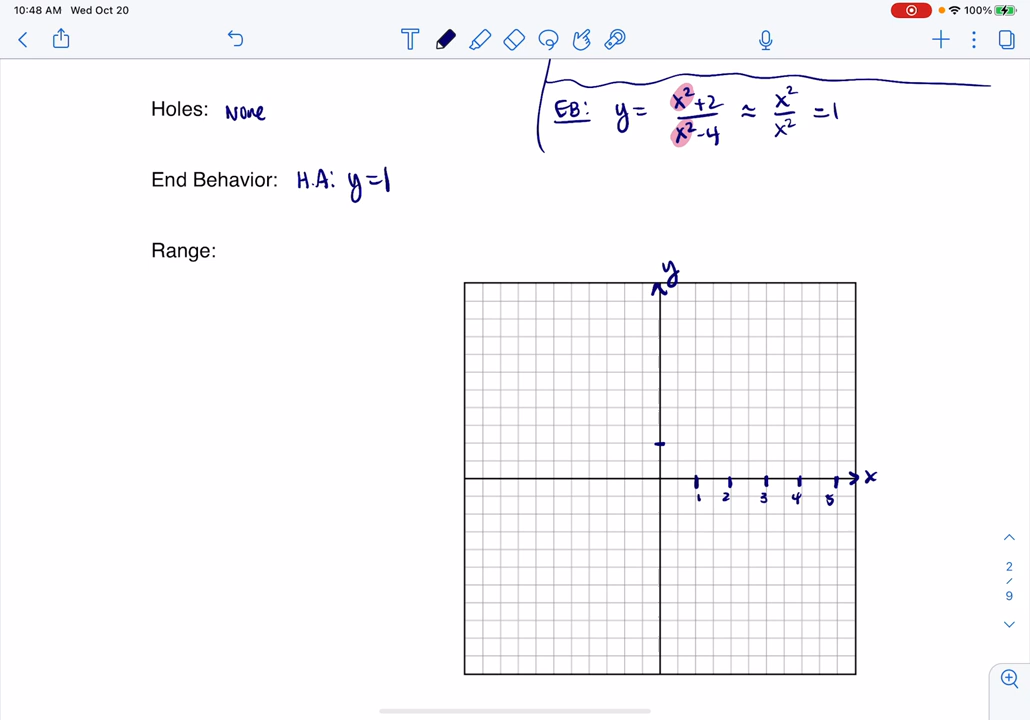 10:48 AM Wed Oct 20
100%
T
Holes: None
EB: y = x²+2 / x²-4 ≈ x² / x² = 1
End Behavior: H.A: y=1
Range:
y
x
1 2 3 4 5
2
/
9